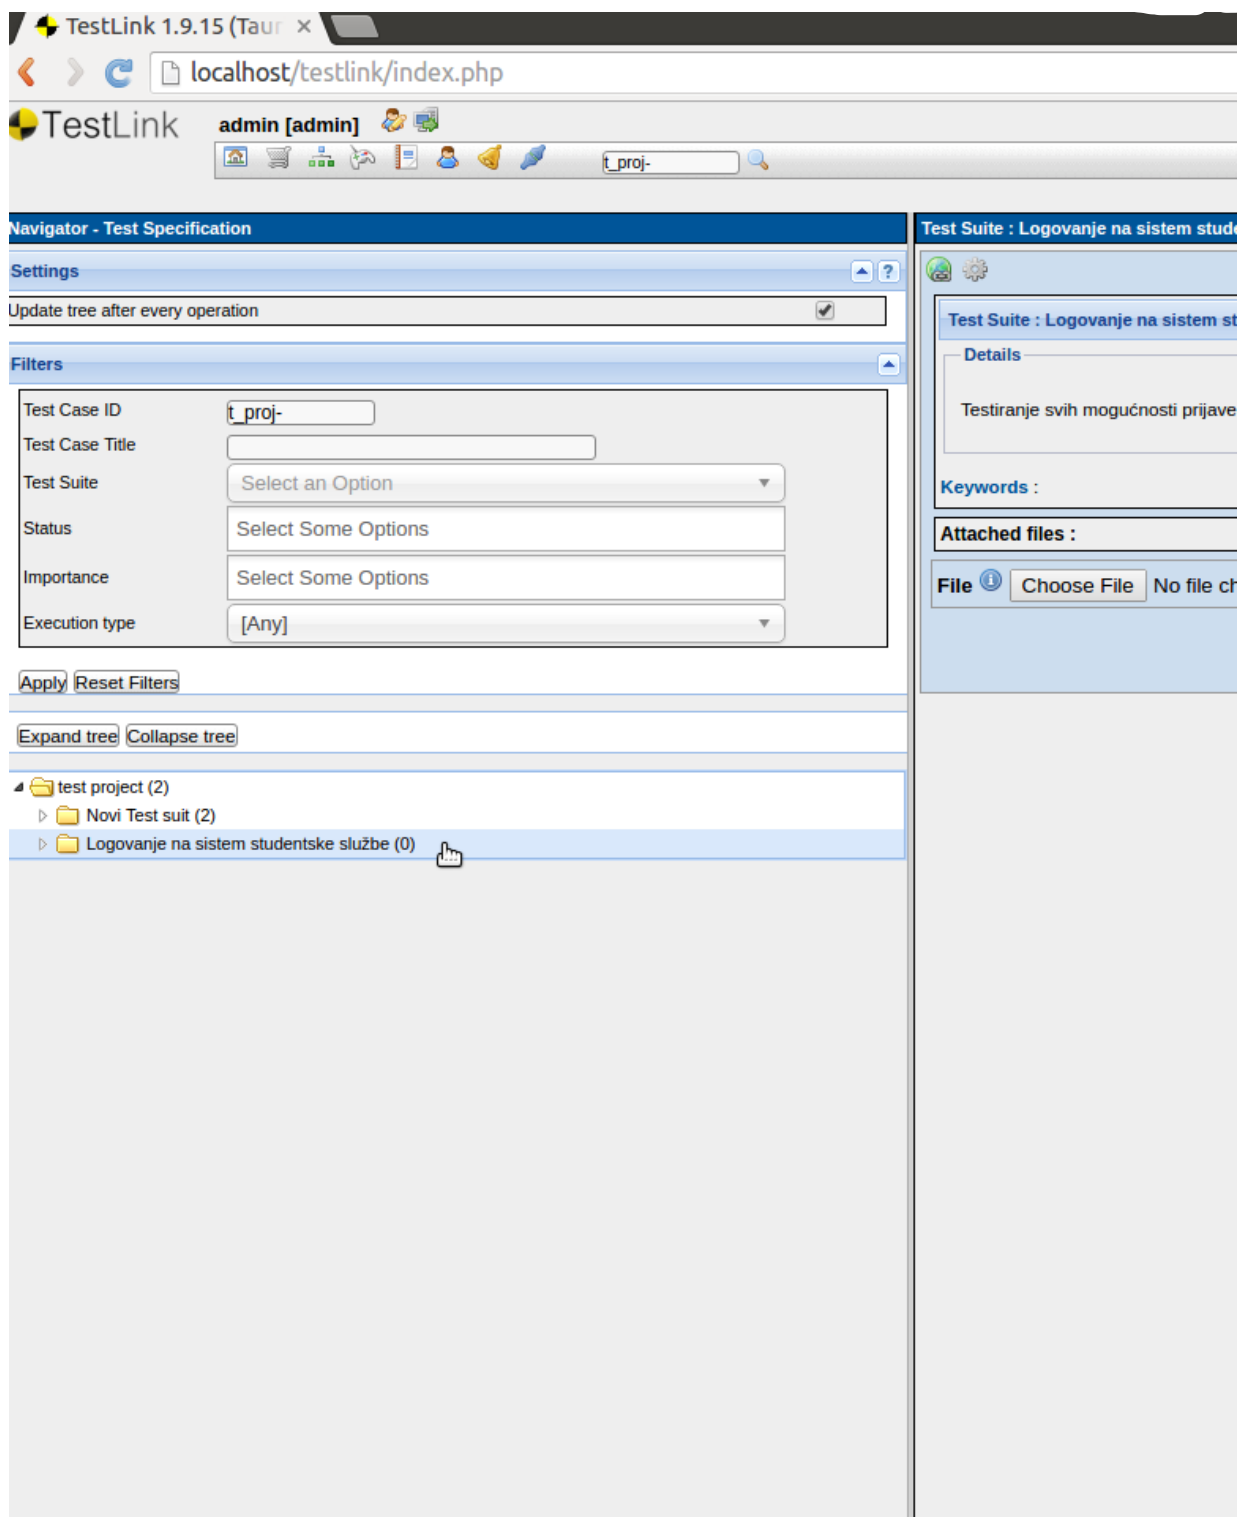 TestLink 1.9.15 (Taur
localhost/testlink/index.php
TestLink admin [admin]
t_proj-
Navigator - Test Specification
Settings
?
Update tree after every operation
Filters
Test Case ID t_proj-
Test Case Title
Test Suite Select an Option
Status Select Some Options
Importance Select Some Options
Execution type [Any]
Apply Reset Filters
Expand tree Collapse tree
test project (2)
Novi Test suit (2)
Logovanje na sistem studentske službe (0)
Test Suite : Logovanje na sistem stude
Test Suite : Logovanje na sistem st
Details
Testiranje svih mogućnosti prijave
Keywords :
Attached files :
File Choose File No file ch